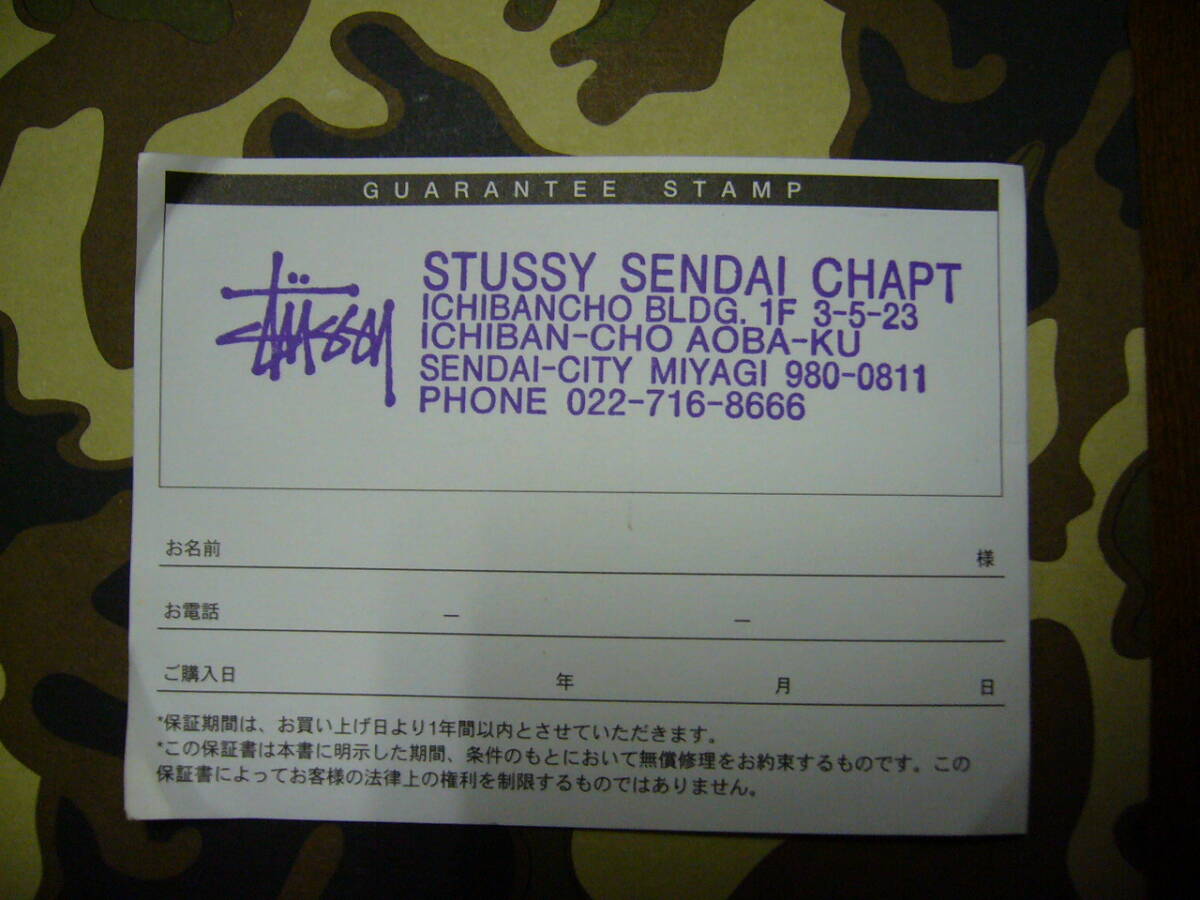 GUARANTEE STAMP
Stüssy
STUSSY SENDAI CHAPT
ICHIBANCHO BLDG. 1F 3-5-23
ICHIBAN-CHO AOBA-KU
SENDAI-CITY MIYAGI 980-0811
PHONE 022-716-8666
お名前 様
お電話 ― ―
ご購入日 年 月 日
*保証期間は、お買い上げ日より1年間以内とさせていただきます。
*この保証書は本書に明示した期間、条件のもとにおいて無償修理をお約束するものです。この
保証書によってお客様の法律上の権利を制限するものではありません。